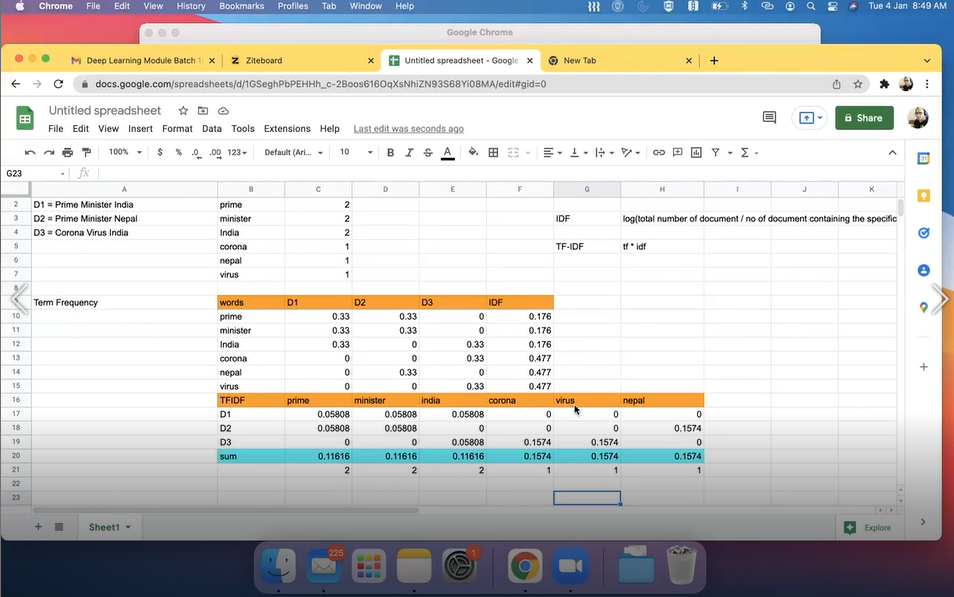 Chrome File Edit View History Bookmarks Profiles Tab Window Help Tue 4 Jan 8:49 AM
Google Chrome
Deep Learning Module Batch 1 Ziteboard Untitled spreadsheet - Google New Tab
docs.google.com/spreadsheets/d/1GSeghPbPEHHh_c-2Boos616OqXsNhiZN93S68Yi08MA/edit#gid=0
Untitled spreadsheet
File Edit View Insert Format Data Tools Extensions Help Last edit was seconds ago
Share
100% $ % .0 .00 123 Default (Ari... 10 B I S A
G23 fx
A B C D E F G H I J K
2 D1 = Prime Minister India prime 2
3 D2 = Prime Minister Nepal minister 2 IDF log(total number of document / no of document containing the specific
4 D3 = Corona Virus India India 2
5 corona 1 TF-IDF tf * idf
6 nepal 1
7 virus 1
8
Term Frequency words D1 D2 D3 IDF
10 prime 0.33 0.33 0 0.176
11 minister 0.33 0.33 0 0.176
12 India 0.33 0 0.33 0.176
13 corona 0 0 0.33 0.477
14 nepal 0 0.33 0 0.477
15 virus 0 0 0.33 0.477
16 TFIDF prime minister india corona virus nepal
17 D1 0.05808 0.05808 0.05808 0 0 0
18 D2 0.05808 0.05808 0 0 0 0.1574
19 D3 0 0 0.05808 0.1574 0.1574 0
20 sum 0.11616 0.11616 0.11616 0.1574 0.1574 0.1574
21 2 2 2 1 1 1
22
23
Sheet1 Explore
225 1